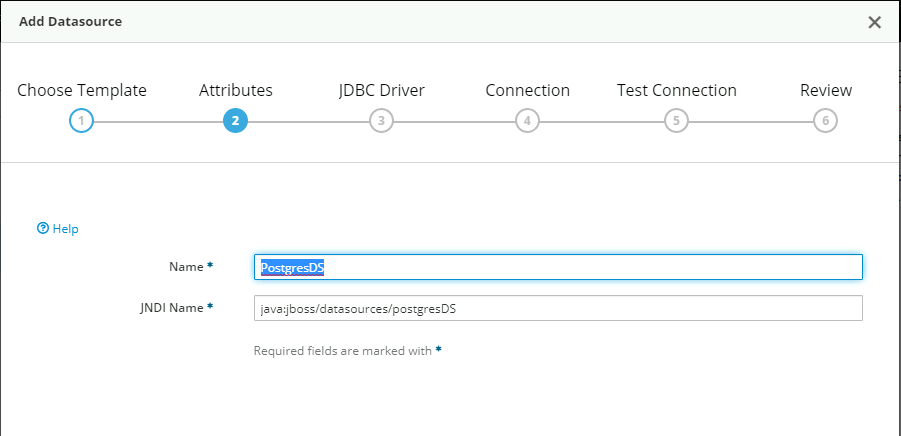 Add Datasource
Choose Template Attributes JDBC Driver Connection Test Connection Review
1 2 3 4 5 6
Help
Name * PostgresDS
JNDI Name * java:jboss/datasources/postgresDS
Required fields are marked with *